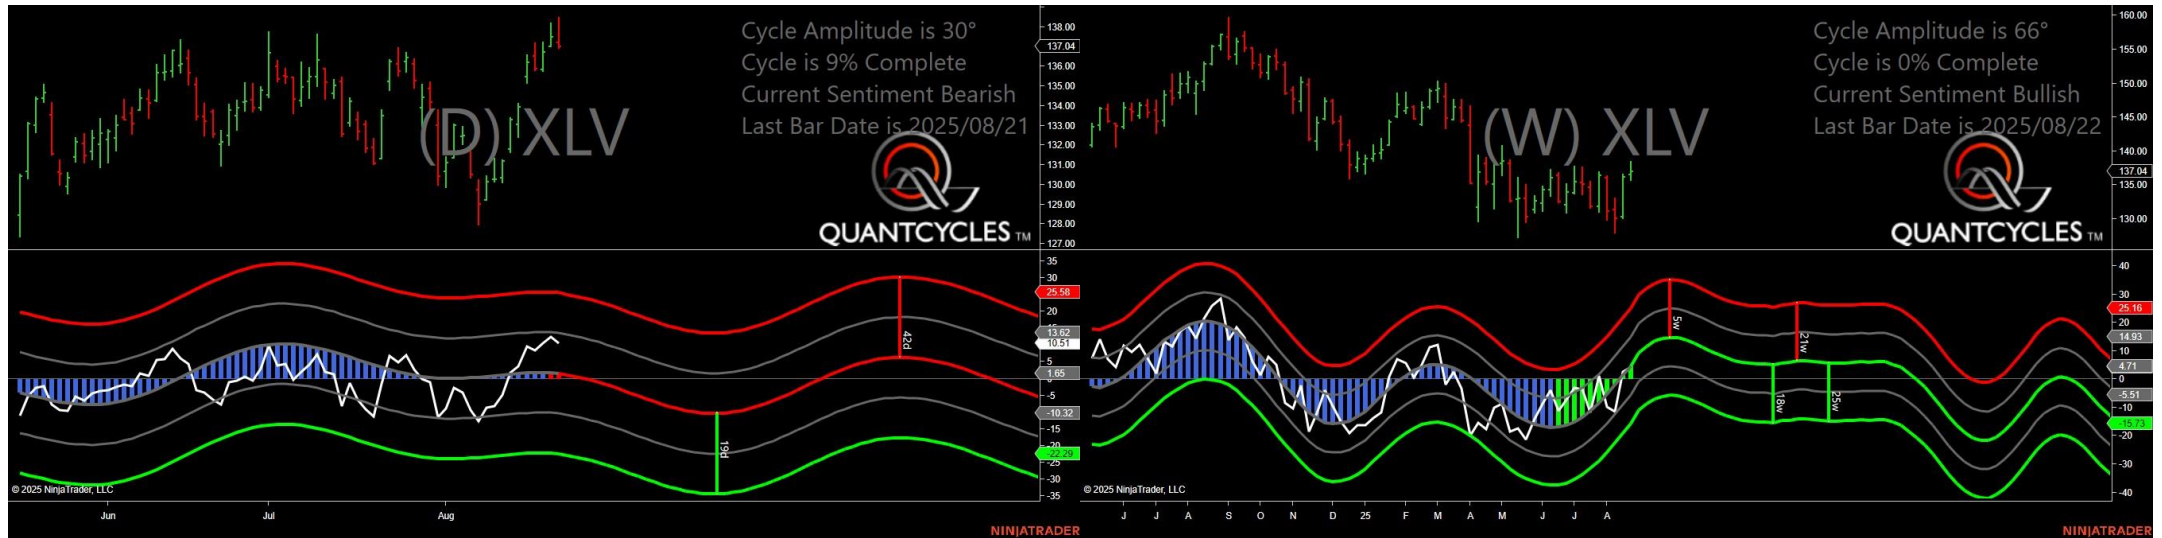 Cycle Amplitude is 30°
Cycle is 9% Complete
Current Sentiment Bearish
Last Bar Date is 2025/08/21
(D) XLV
QUANTCYCLES TM
138.00
137.04
136.00
135.00
134.00
133.00
132.00
131.00
130.00
129.00
128.00
127.00
35
30
25.58
20
13.62
10.51
5
1.65
-5
-10.32
-15
-22.29
-25
-30
-35
42d
19d
© 2025 NinjaTrader, LLC
Jun
Jul
Aug
NINJATRADER
Cycle Amplitude is 66°
Cycle is 0% Complete
Current Sentiment Bullish
Last Bar Date is 2025/08/22
(W) XLV
QUANTCYCLES TM
160.00
155.00
150.00
145.00
140.00
137.04
135.00
130.00
40
30
25.16
20
14.93
10
4.71
0
-5.51
-10
-15.73
-20
-30
-40
5w
21w
18w
25w
© 2025 NinjaTrader, LLC
J
J
A
S
O
N
D
25
F
M
A
M
J
J
A
NINJATRADER